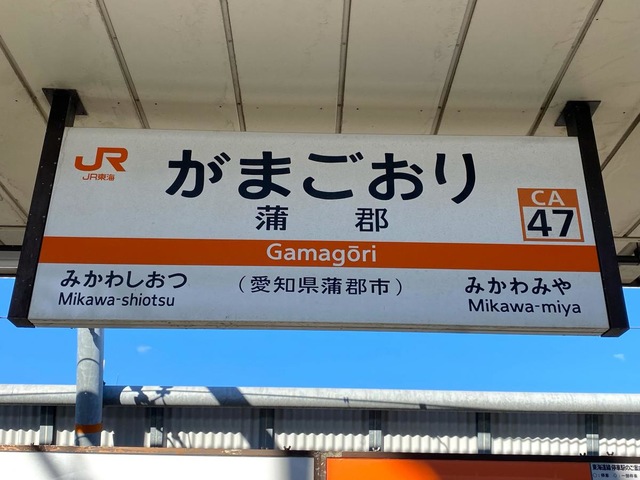 JR
JR東海
がまごおり
蒲郡
CA
47
Gamagōri
みかわしおつ
Mikawa-shiotsu
(愛知県蒲郡市)
みかわみや
Mikawa-miya